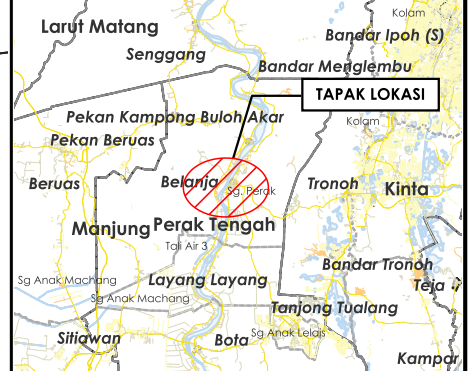 Kolam
Larut Matang
Bandar Ipoh (S)
Senggang
Bandar Menglembu
TAPAK LOKASI
Pekan Kampong Buloh Akar
Kolam
Pekan Beruas
Beruas
Belanja
Sg. Perak
Tronoh
Kinta
Manjung
Perak Tengah
Tali Air 3
Bandar Tronoh
Sg Anak Machang
Layang Layang
Teja
Sg Anak Machang
Tanjong Tualang
Sitiawan
Bota
Sg Anak Lelajs
Kampar